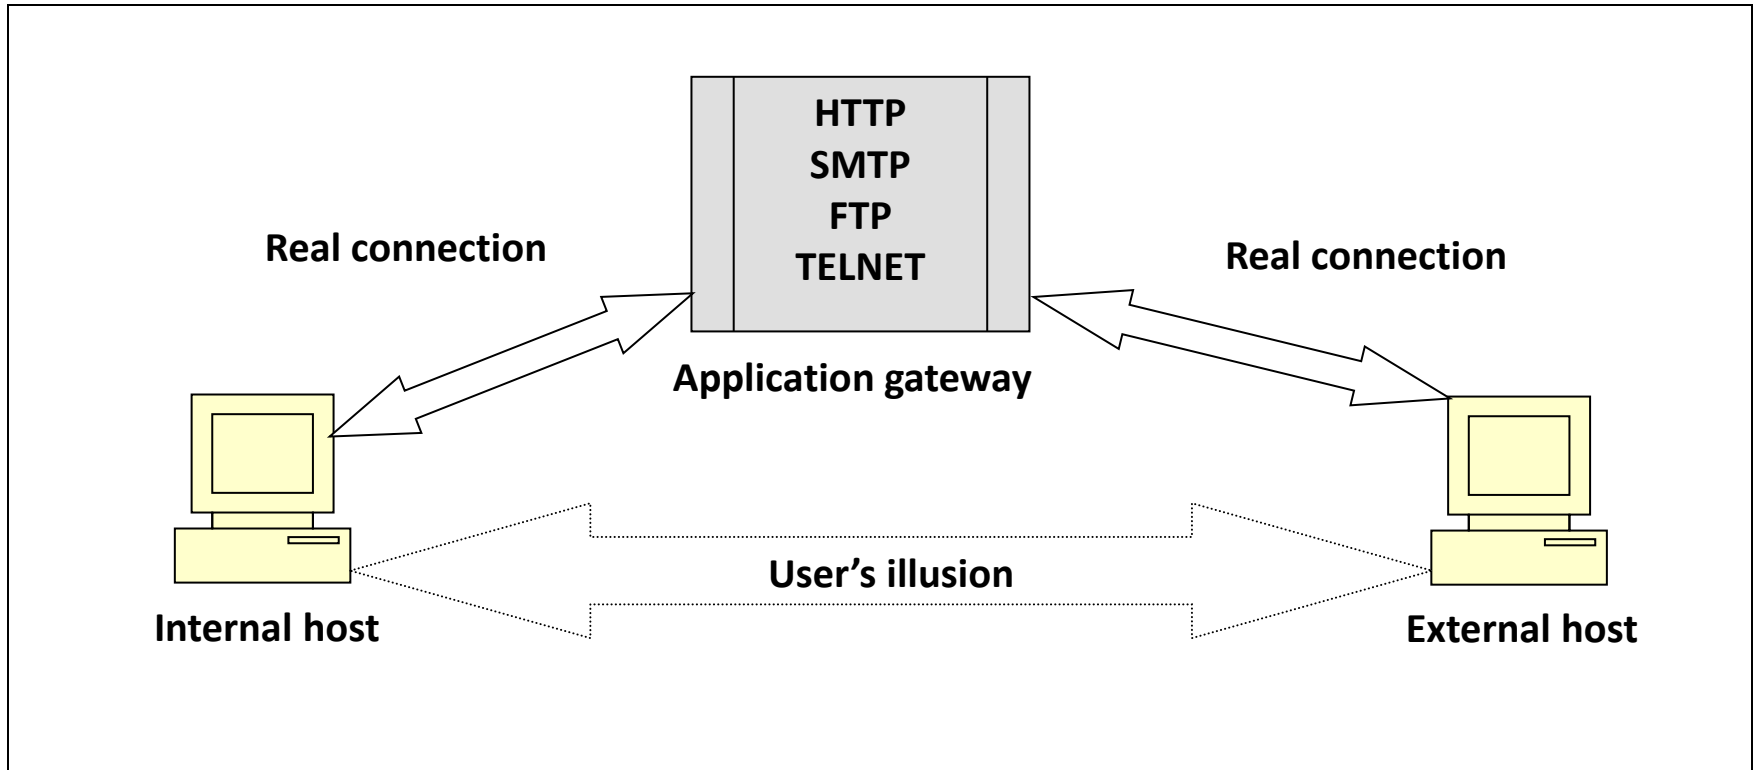 HTTP
SMTP
FTP
TELNET
Real connection
Real connection
Application gateway
User’s illusion
Internal host
External host